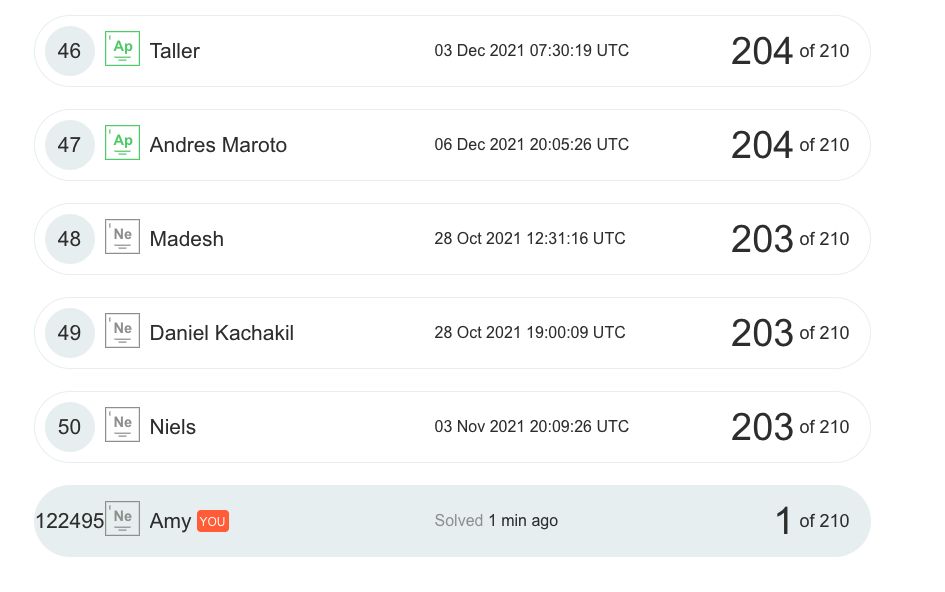 46 Ap Taller 03 Dec 2021 07:30:19 UTC 204 of 210
47 Ap Andres Maroto 06 Dec 2021 20:05:26 UTC 204 of 210
48 Ne Madesh 28 Oct 2021 12:31:16 UTC 203 of 210
49 Ne Daniel Kachakil 28 Oct 2021 19:00:09 UTC 203 of 210
50 Ne Niels 03 Nov 2021 20:09:26 UTC 203 of 210
122495 Ne Amy YOU Solved 1 min ago 1 of 210